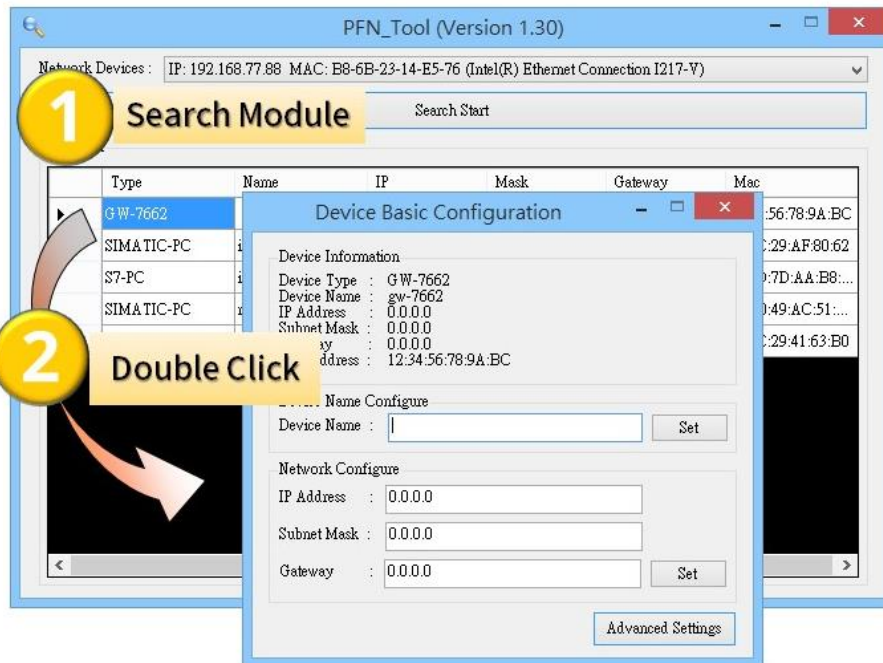 PFN_Tool (Version 1.30)
Network Devices : IP: 192.168.77.88 MAC: B8-6B-23-14-E5-76 (Intel(R) Ethernet Connection I217-V)
1 Search Module
Search Start
Type Name IP Mask Gateway Mac
GW-7662 :56:78:9A:BC
SIMATIC-PC :29:AF:80:62
S7-PC :7D:AA:B8:...
SIMATIC-PC :49:AC:51:...
:29:41:63:B0
2 Double Click
Device Basic Configuration
Device Information
Device Type : GW-7662
Device Name : gw-7662
IP Address : 0.0.0.0
Subnet Mask : 0.0.0.0
: 0.0.0.0
: 12:34:56:78:9A:BC
Name Configure
Device Name :
Set
Network Configure
IP Address : 0.0.0.0
Subnet Mask : 0.0.0.0
Gateway : 0.0.0.0
Set
Advanced Settings